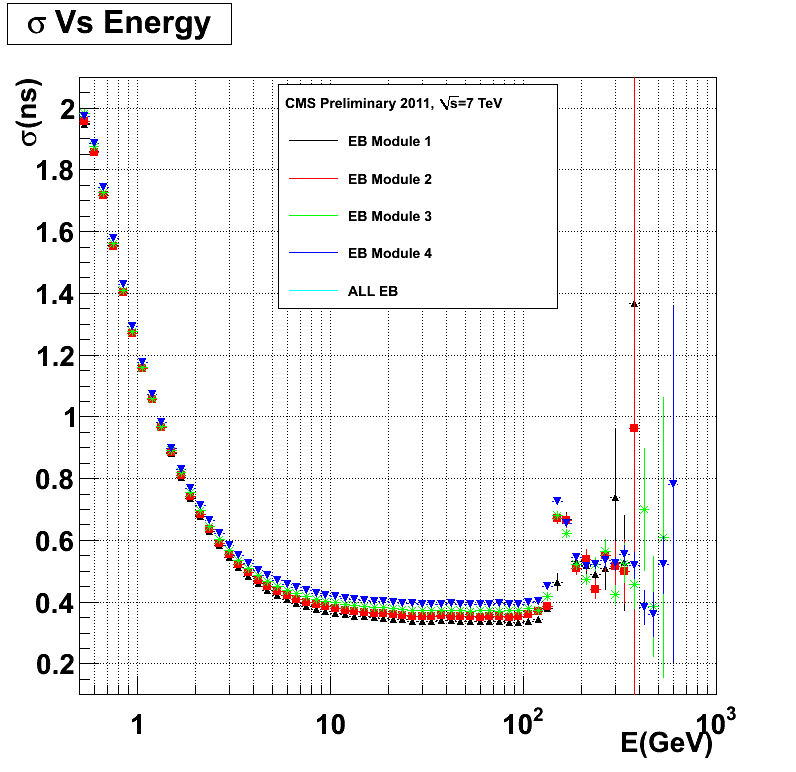 σ Vs Energy
σ(ns)
CMS Preliminary 2011, √s=7 TeV
EB Module 1
EB Module 2
EB Module 3
EB Module 4
ALL EB
2
1.8
1.6
1.4
1.2
1
0.8
0.6
0.4
0.2
1 10 10² 10³
E(GeV)